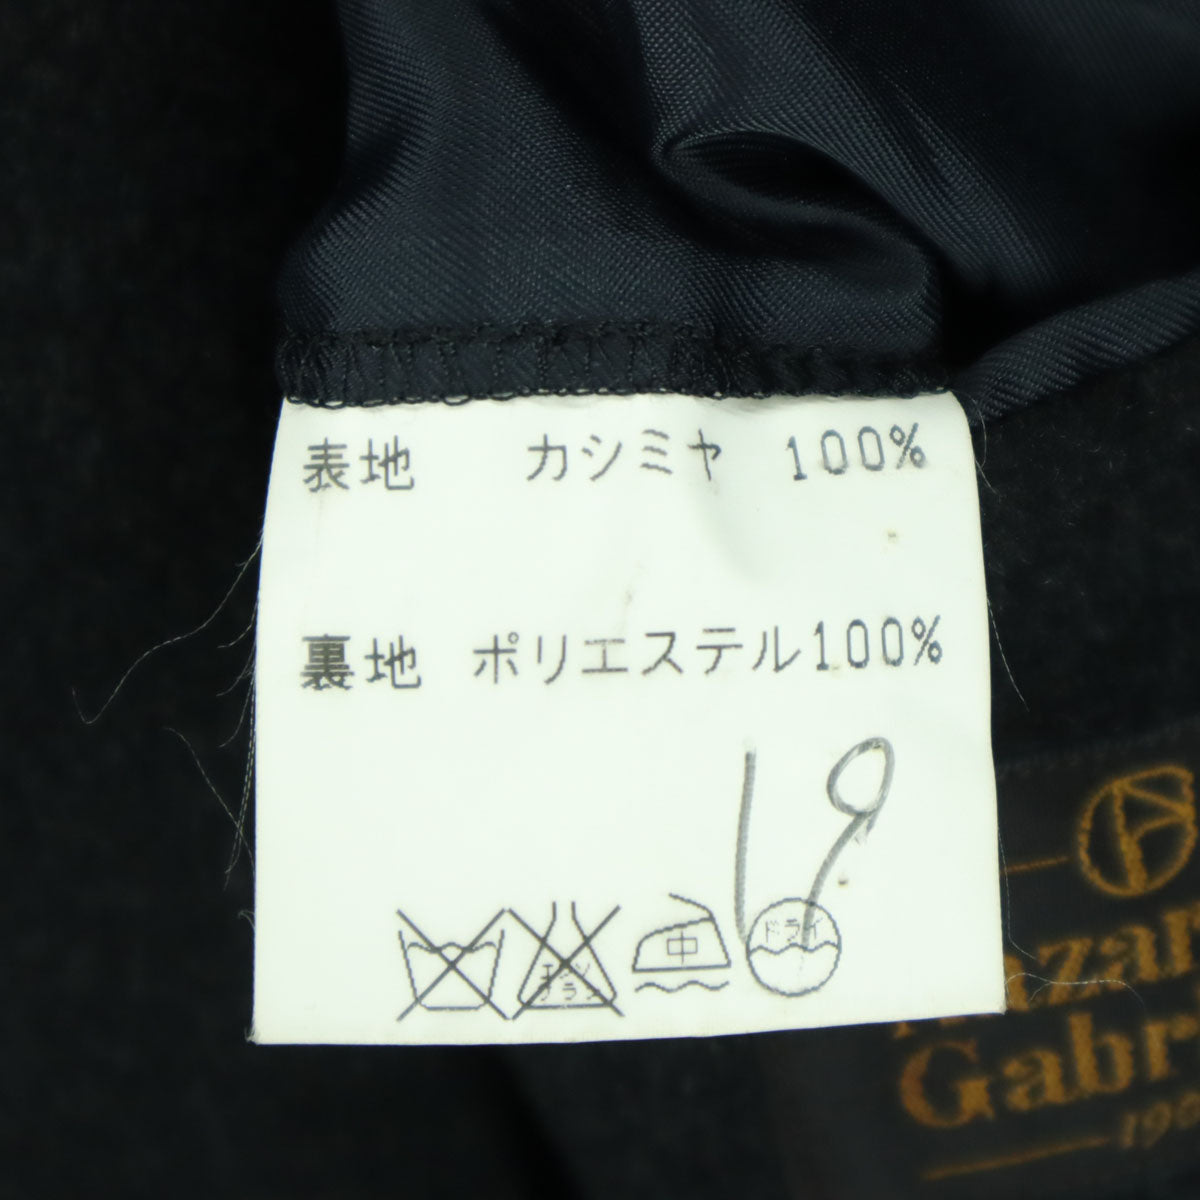 表地 カシミヤ 100%
裏地 ポリエステル100%
19
中 ドライ
Gabr